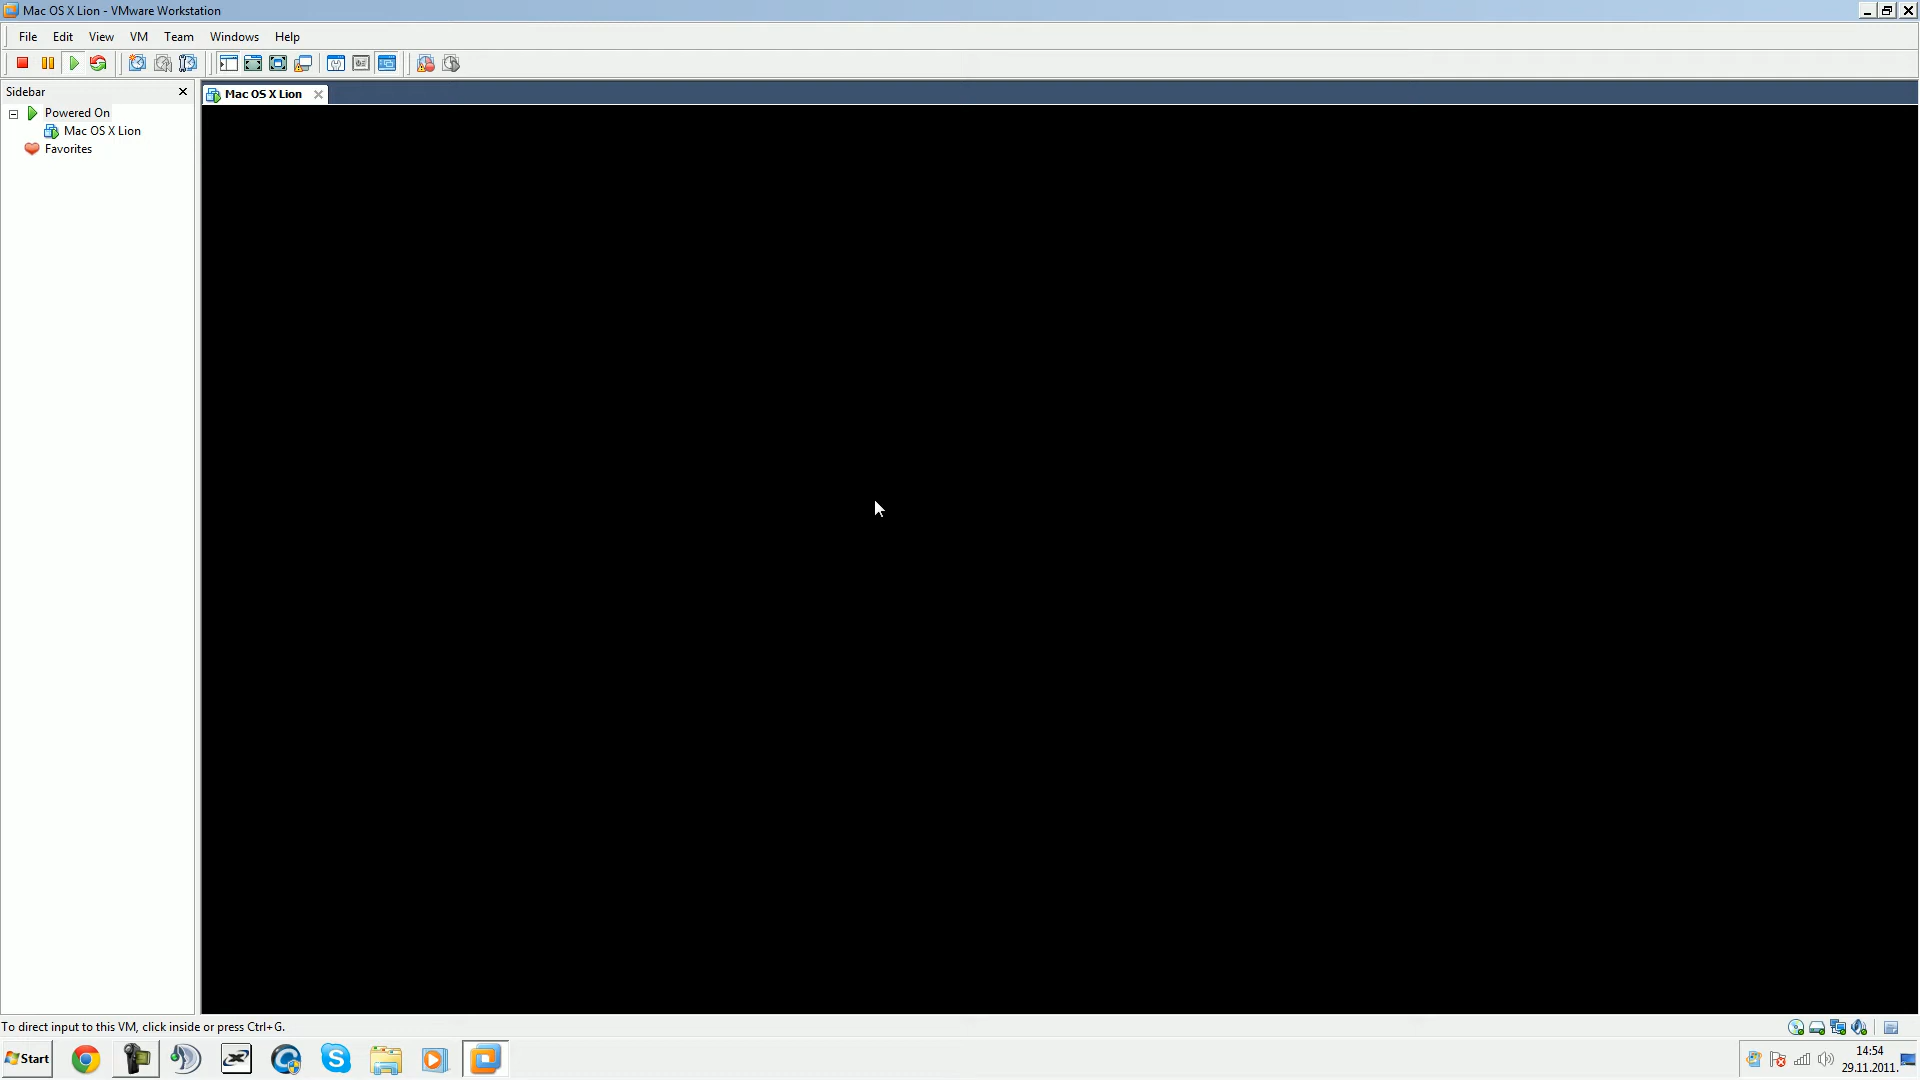 Mac OS X Lion - VMware Workstation
File Edit View VM Team Windows Help
Sidebar
Mac OS X Lion
Powered On
Mac OS X Lion
Favorites
To direct input to this VM, click inside or press Ctrl+G.
Start
14:54
29.11.2011.